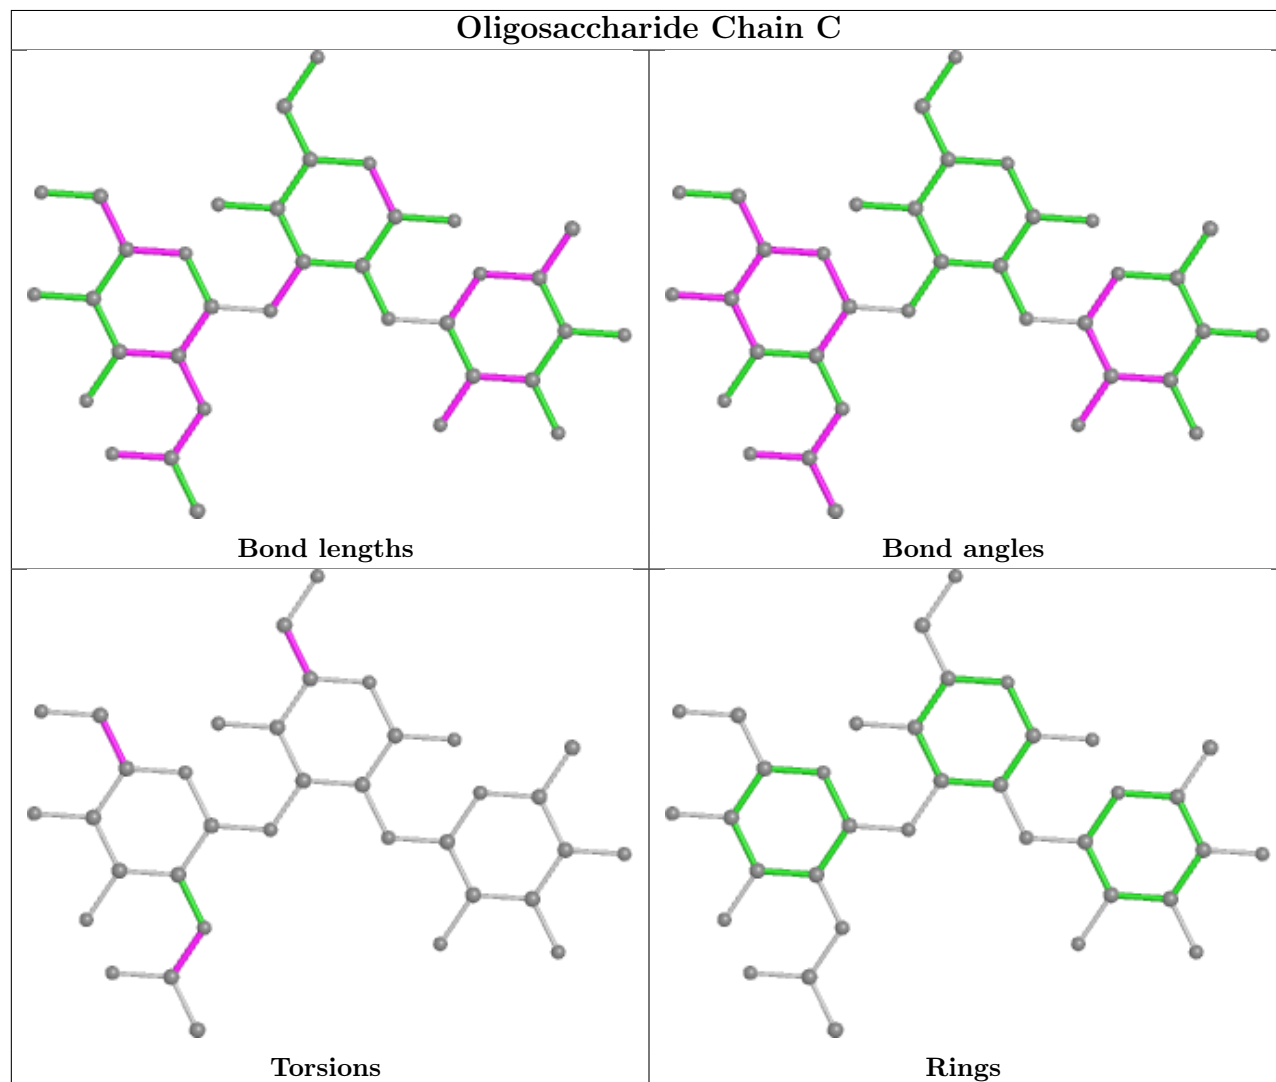 Oligosaccharide Chain C
Bond lengths
Bond angles
Torsions
Rings